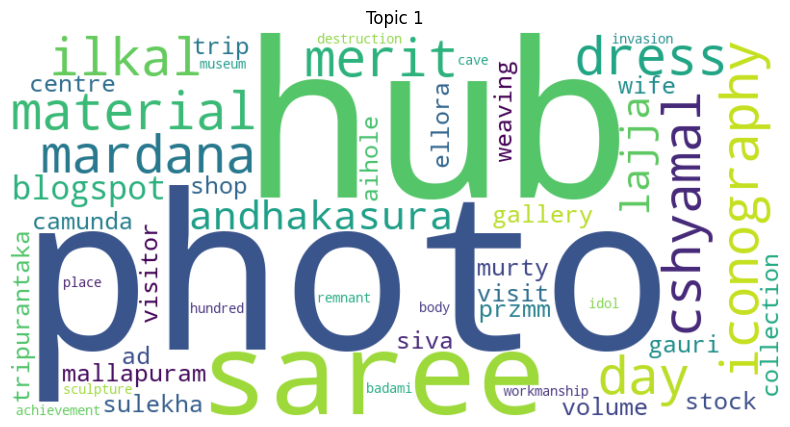 Topic 1
destruction
invasion
trip
museum
ilkal
hub
merit
cave
dress
centre
wife
material
ellora
weaving
iconography
mardana
lajja
cshyamal
aihole
blogspot
shop
camunda
andhakasura
gallery
photo
visitor
tripurantaka
place
hundred
remnant
murty
visit
body
idol
przmm
siva
gauri
collection
ad
mallapuram
saree
day
sculpture
badami
workmanship
achievement
sulekha
volume
stock